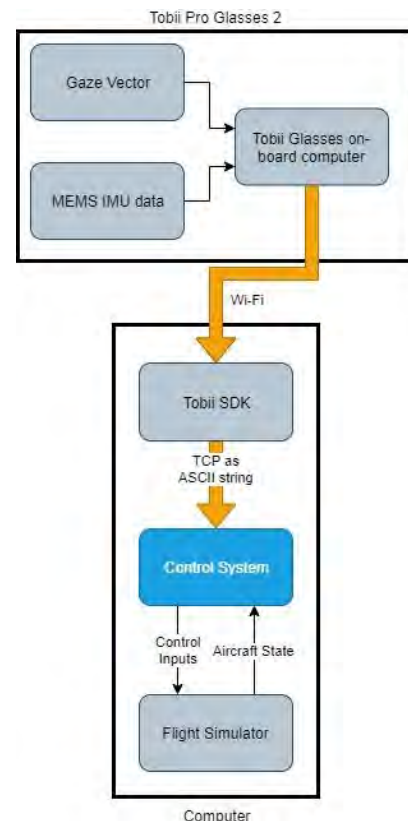 Tobii Pro Glasses 2
Gaze Vector
Tobii Glasses on-
board computer
MEMS IMU data
Wi-Fi
Tobii SDK
TCP as
ASCII string
Control System
Control
Inputs
Aircraft State
Flight Simulator
Computer